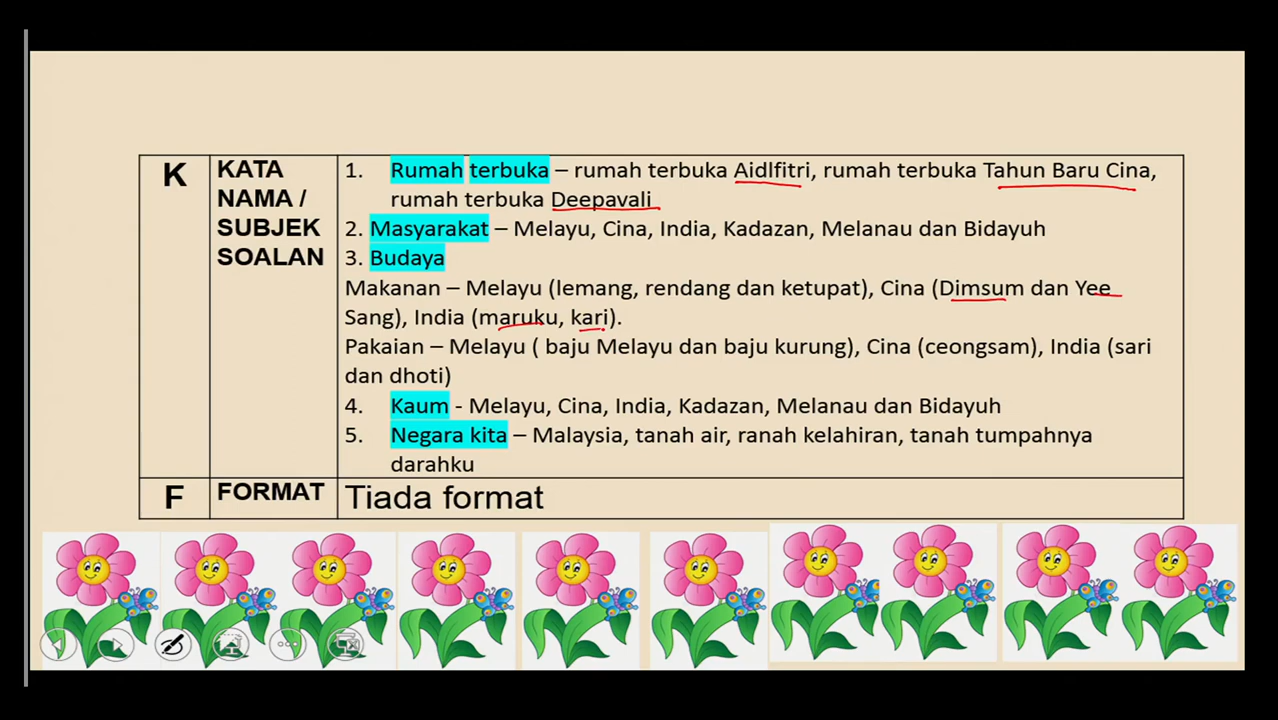 K
KATA
NAMA /
SUBJEK
SOALAN
1. Rumah terbuka – rumah terbuka Aidlfitri, rumah terbuka Tahun Baru Cina,
rumah terbuka Deepavali
2. Masyarakat – Melayu, Cina, India, Kadazan, Melanau dan Bidayuh
3. Budaya
Makanan – Melayu (lemang, rendang dan ketupat), Cina (Dimsum dan Yee
Sang), India (maruku, kari).
Pakaian – Melayu ( baju Melayu dan baju kurung), Cina (ceongsam), India (sari
dan dhoti)
4. Kaum - Melayu, Cina, India, Kadazan, Melanau dan Bidayuh
5. Negara kita – Malaysia, tanah air, ranah kelahiran, tanah tumpahnya
darahku
F
FORMAT
Tiada format